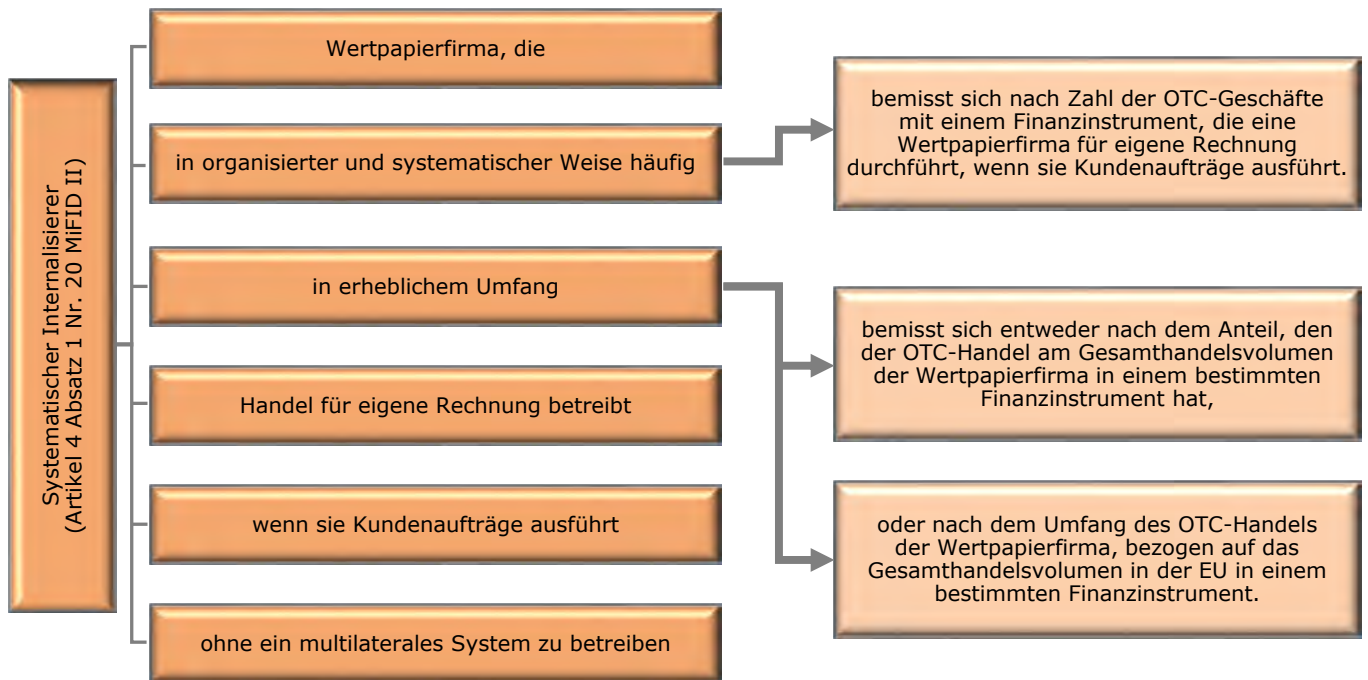 Systematischer Internalisierer
(Artikel 4 Absatz 1 Nr. 20 MiFID II)
Wertpapierfirma, die
in organisierter und systematischer Weise häufig
bemisst sich nach Zahl der OTC-Geschäfte
mit einem Finanzinstrument, die eine
Wertpapierfirma für eigene Rechnung
durchführt, wenn sie Kundenaufträge ausführt.
in erheblichem Umfang
bemisst sich entweder nach dem Anteil, den
der OTC-Handel am Gesamthandelsvolumen
der Wertpapierfirma in einem bestimmten
Finanzinstrument hat,
oder nach dem Umfang des OTC-Handels
der Wertpapierfirma, bezogen auf das
Gesamthandelsvolumen in der EU in einem
bestimmten Finanzinstrument.
Handel für eigene Rechnung betreibt
wenn sie Kundenaufträge ausführt
ohne ein multilaterales System zu betreiben